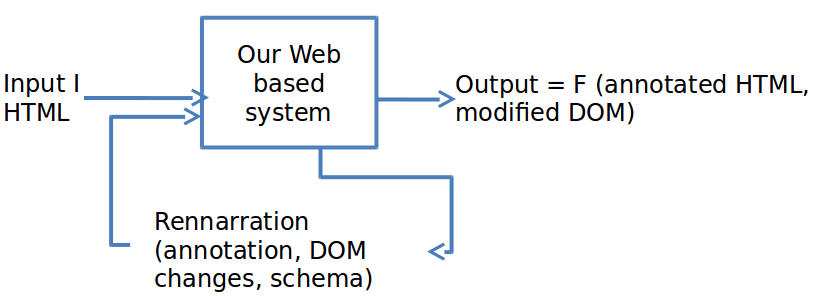 Our Web
based
system
Input I
HTML
Output = F (annotated HTML,
modified DOM)
Rennarration
(annotation, DOM
changes, schema)